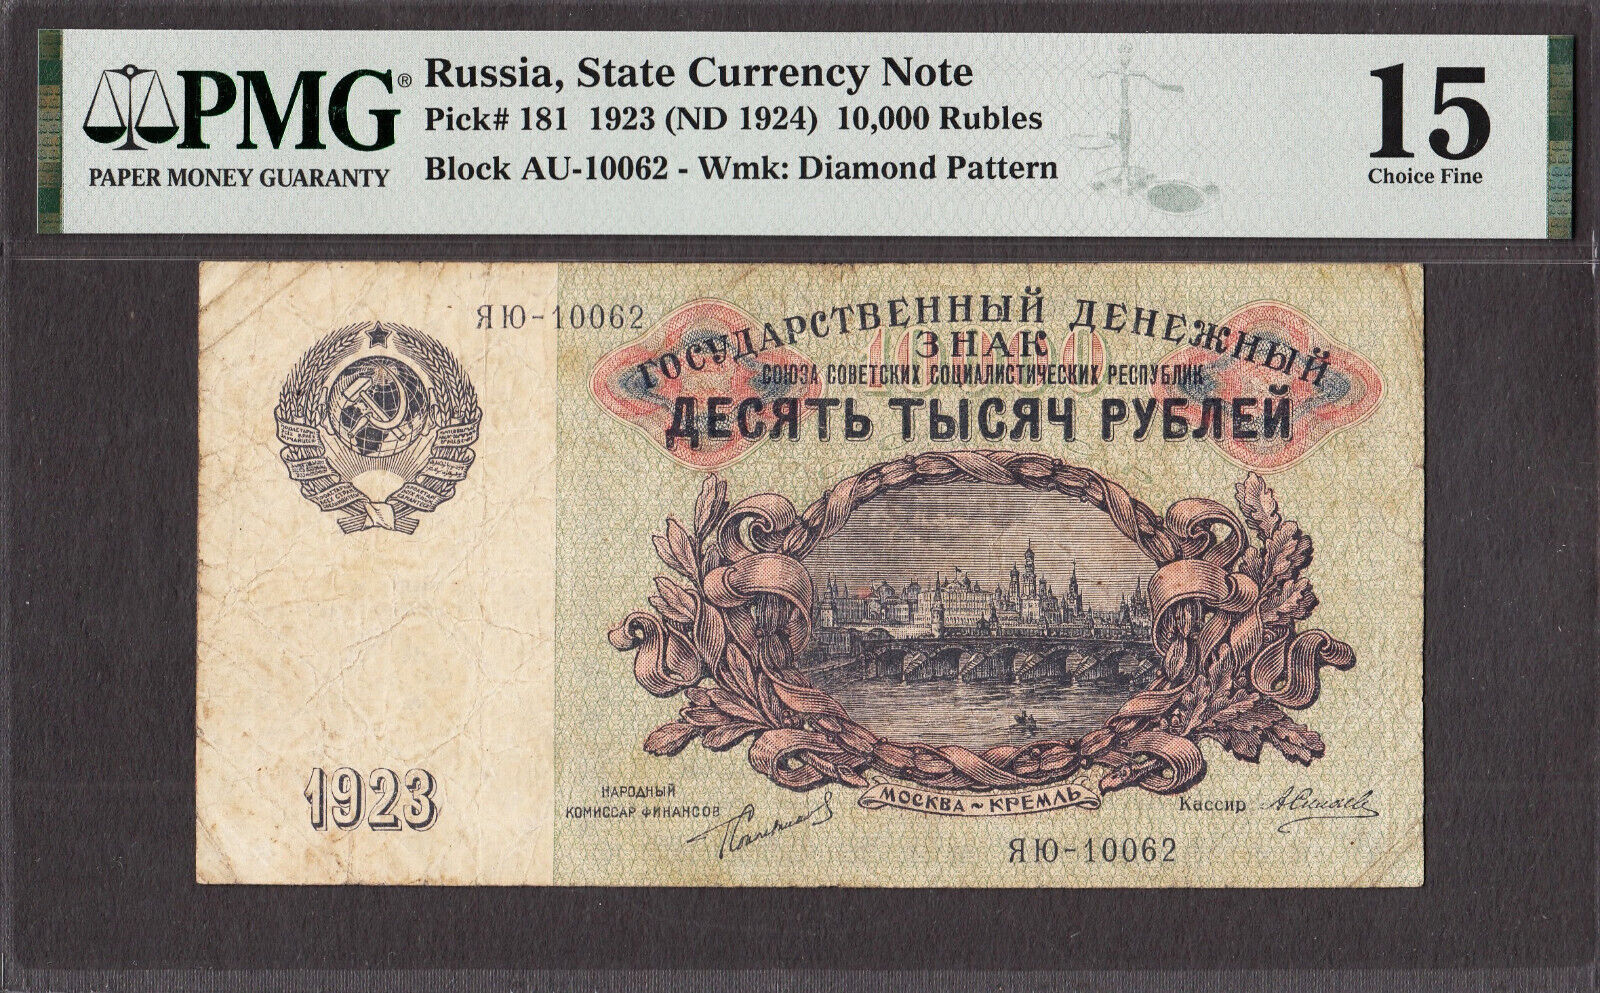 PMG®
PAPER MONEY GUARANTY
Russia, State Currency Note
Pick# 181 1923 (ND 1924) 10,000 Rubles
Block AU-10062 - Wmk: Diamond Pattern
15
Choice Fine
ЯЮ-10062
ГОСУДАРСТВЕННЫЙ ДЕНЕЖНЫЙ
ЗНАК
10000
СОЮЗА СОВЕТСКИХ СОЦИАЛИСТИЧЕСКИХ РЕСПУБЛИК
ДЕСЯТЬ ТЫСЯЧ РУБЛЕЙ
1923
НАРОДНЫЙ
КОМИССАР ФИНАНСОВ
МОСКВА ~ КРЕМЛЬ
Кассир
ЯЮ-10062